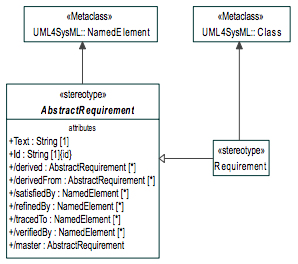 «Metaclass»
UML4SysML:: NamedElement
«Metaclass»
UML4SysML:: Class
«stereotype»
AbstractRequirement
attributes
+Text : String [1]
+Id : String [1]{id}
+/derived : AbstractRequirement [*]
+/derivedFrom : AbstractRequirement [*]
+/satisfiedBy : NamedElement [*]
+/refinedBy : NamedElement [*]
+/tracedTo : NamedElement [*]
+/verifiedBy : NamedElement [*]
+/master : AbstractRequirement
«stereotype»
Requirement